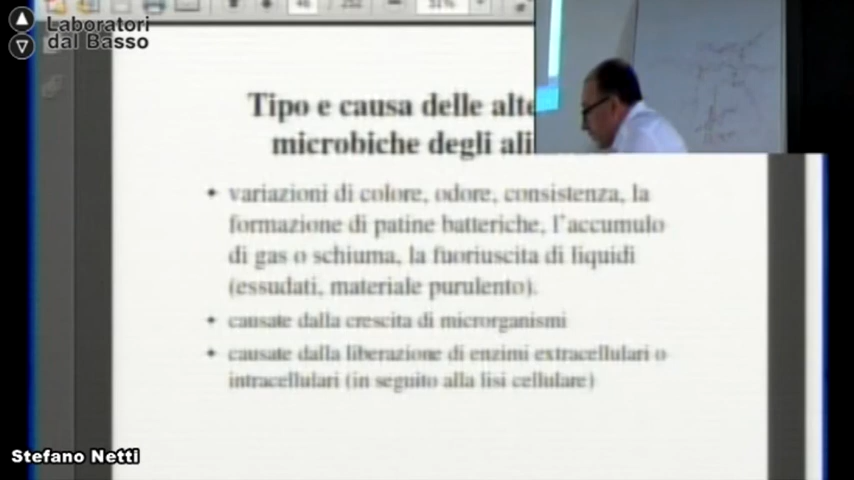 Laboratori
dal Basso
Tipo e causa delle alte
microbiche degli ali
• variazioni di colore, odore, consistenza, la
formazione di patine batteriche, l'accumulo
di gas o schiuma, la fuoriuscita di liquidi
(essudati, materiale purulento).
• causate dalla crescita di microrganismi
• causate dalla liberazione di enzimi extracellulari o
intracellulari (in seguito alla lisi cellulare)
Stefano Netti